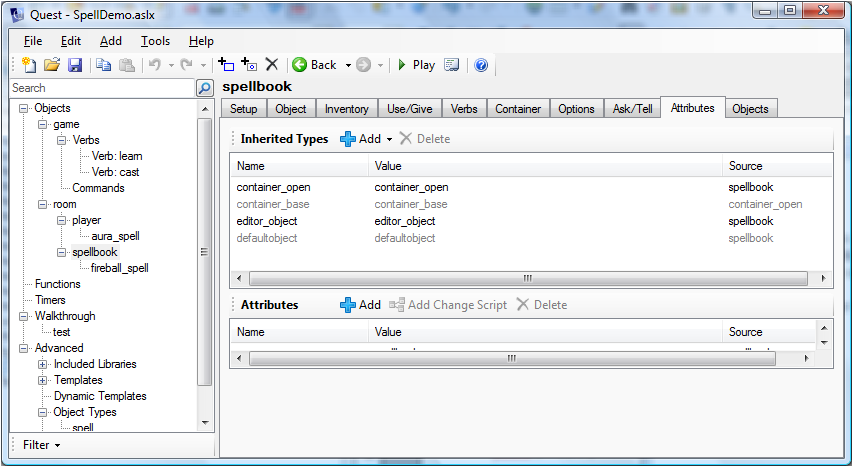 Quest - SpellDemo.aslx
File Edit Add Tools Help
Back Play
Search
Objects
game
Verbs
Verb: learn
Verb: cast
Commands
room
player
aura_spell
spellbook
fireball_spell
Functions
Timers
Walkthrough
test
Advanced
Included Libraries
Templates
Dynamic Templates
Object Types
spell
Filter
spellbook
Setup Object Inventory Use/Give Verbs Container Options Ask/Tell Attributes Objects
Inherited Types Add Delete
Name Value Source
container_open container_open spellbook
container_base container_base container_open
editor_object editor_object spellbook
defaultobject defaultobject spellbook
Attributes Add Add Change Script Delete
Name Value Source